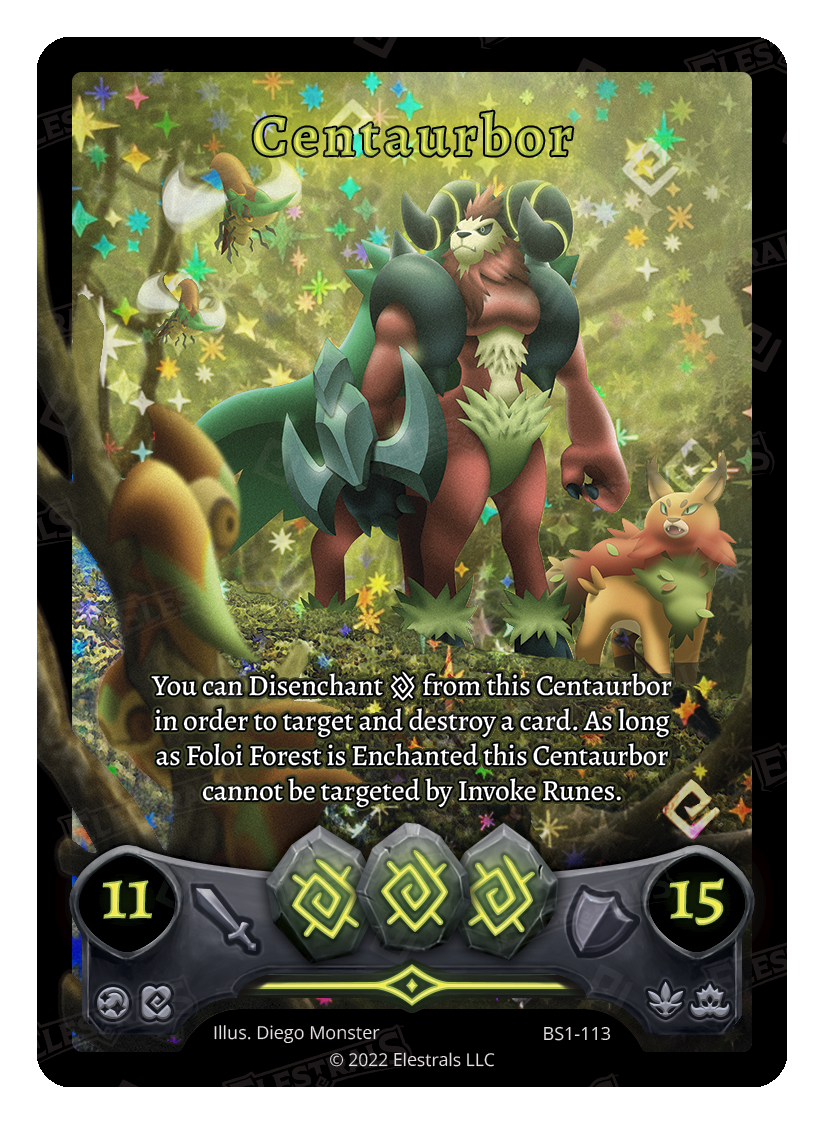 Centaurbor
You can Disenchant from this Centaurbor
in order to target and destroy a card. As long
as Foloi Forest is Enchanted this Centaurbor
cannot be targeted by Invoke Runes.
11
15
Illus. Diego Monster
BS1-113
© 2022 Elestrals LLC